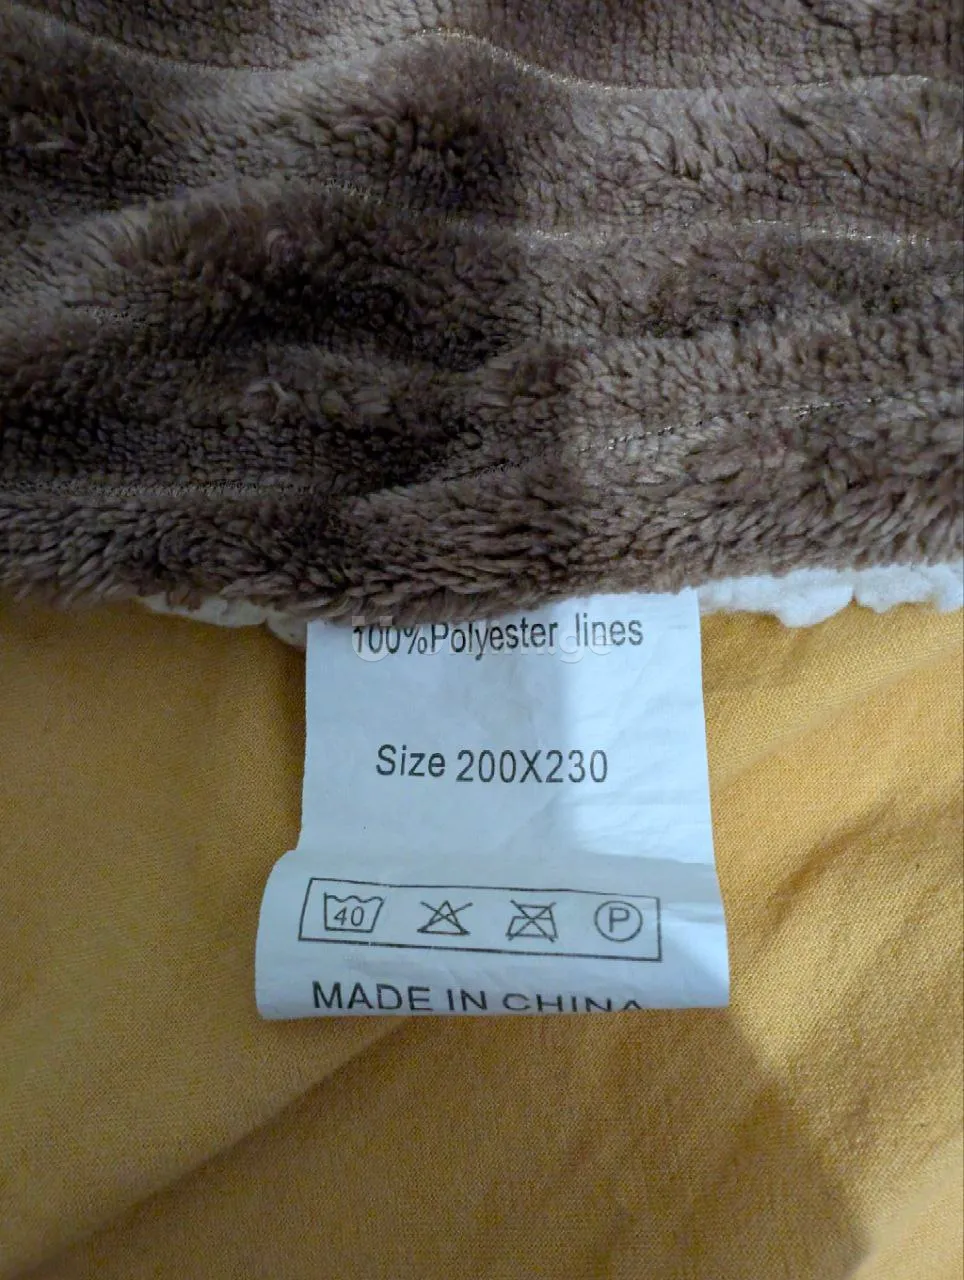 100%Polyester lines
Size 200X230
40
P
MADE IN CHINA